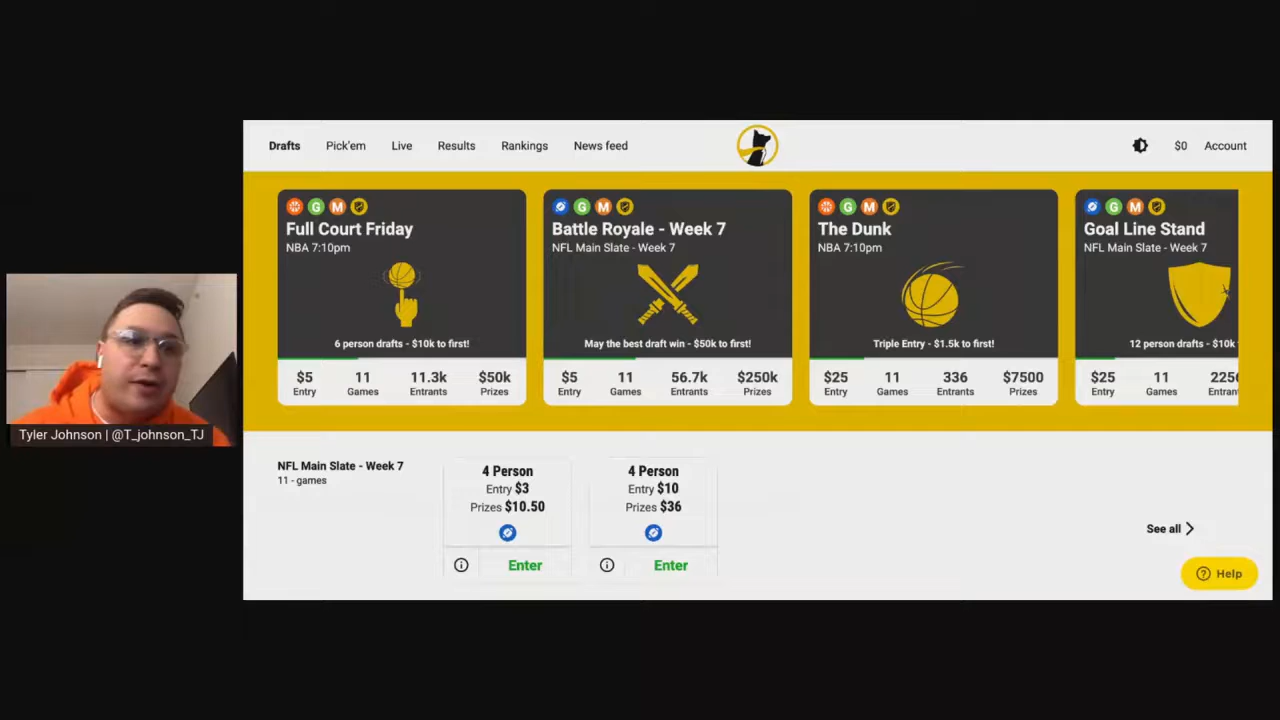 Drafts Pick'em Live Results Rankings News feed $0 Account
G M
Full Court Friday
NBA 7:10pm
6 person drafts - $10k to first!
$5 11 11.3k $50k
Entry Games Entrants Prizes
G M
Battle Royale - Week 7
NFL Main Slate - Week 7
May the best draft win - $50k to first!
$5 11 56.7k $250k
Entry Games Entrants Prizes
G M
The Dunk
NBA 7:10pm
Triple Entry - $1.5k to first!
$25 11 336 $7500
Entry Games Entrants Prizes
G M
Goal Line Stand
NFL Main Slate - Week 7
12 person drafts - $10k
$25 11 2250
Entry Games Entran
Tyler Johnson | @T_johnson_TJ
NFL Main Slate - Week 7
11 - games
4 Person
Entry $3
Prizes $10.50
Enter
4 Person
Entry $10
Prizes $36
Enter
See all
Help